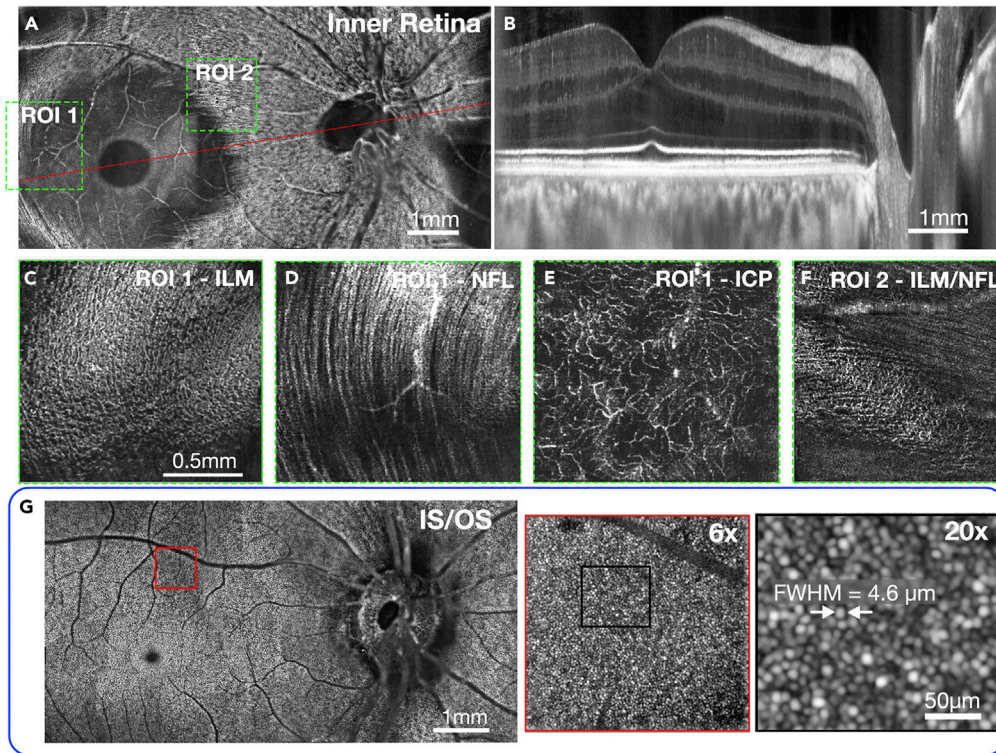 A
Inner Retina
ROI 1
ROI 2
1mm
B
1mm
C
ROI 1 - ILM
0.5mm
D
ROI 1 - NFL
E
ROI 1 - ICP
F
ROI 2 - ILM/NFL
G
IS/OS
1mm
6x
20x
FWHM = 4.6 µm
50µm